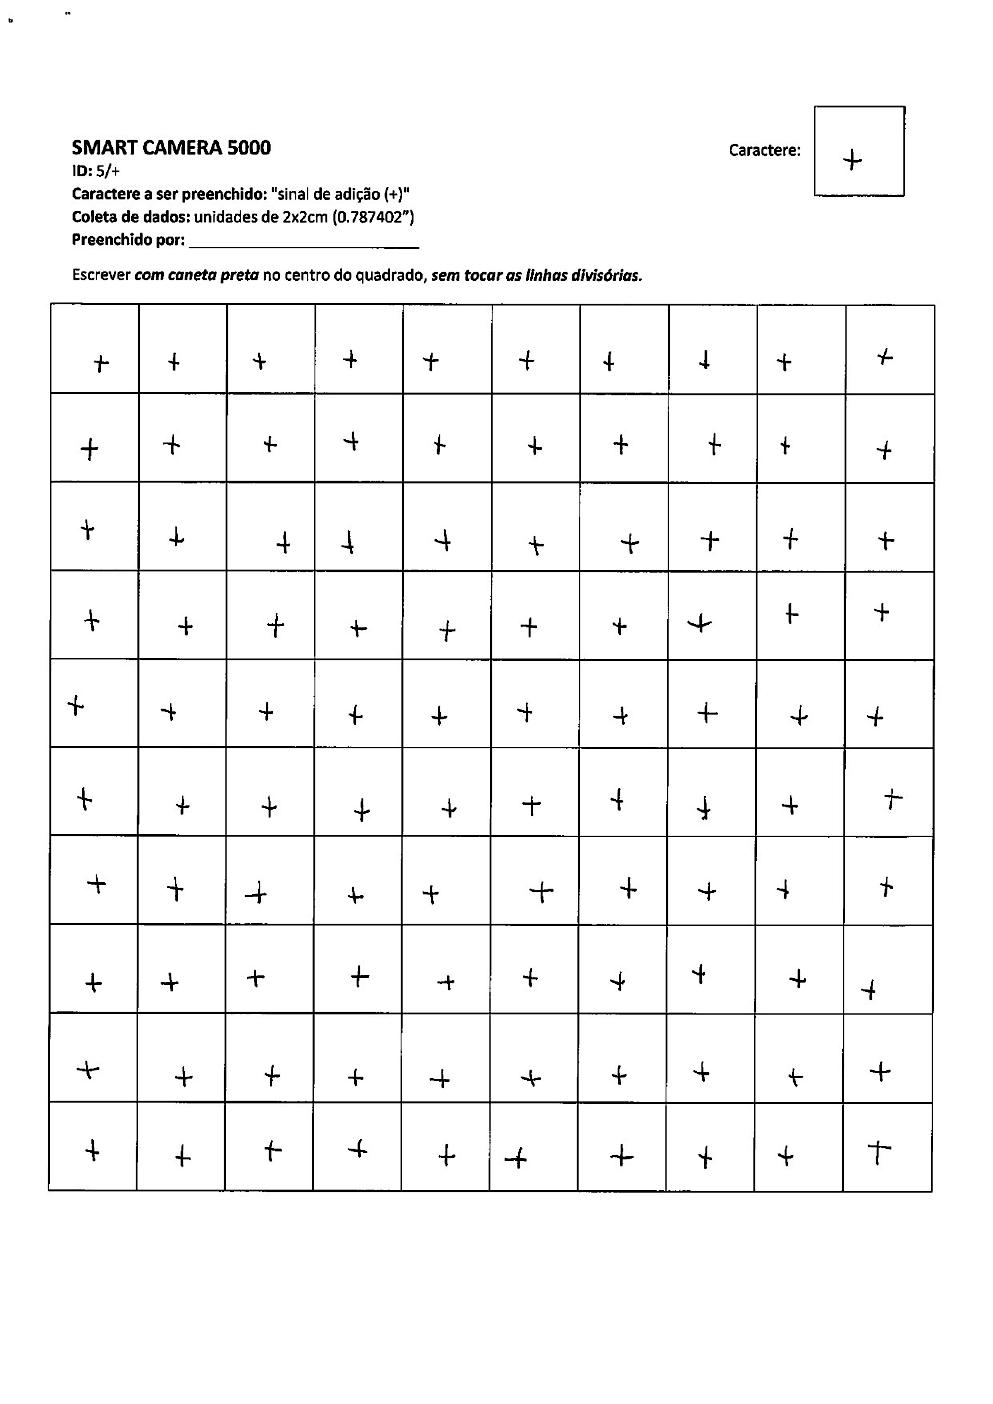 SMART CAMERA 5000
ID: 5/+
Caractere a ser preenchido: "sinal de adição (+)"
Coleta de dados: unidades de 2x2cm (0.787402”)
Preenchido por: ___________________________
Caractere: +
Escrever com caneta preta no centro do quadrado, sem tocar as linhas divisórias.
+ + + + + + + + + +
+ + + + + + + + + +
+ + + + + + + + + +
+ + + + + + + + + +
+ + + + + + + + + +
+ + + + + + + + + +
+ + + + + + + + + +
+ + + + + + + + + +
+ + + + + + + + + +
+ + + + + + + + + +